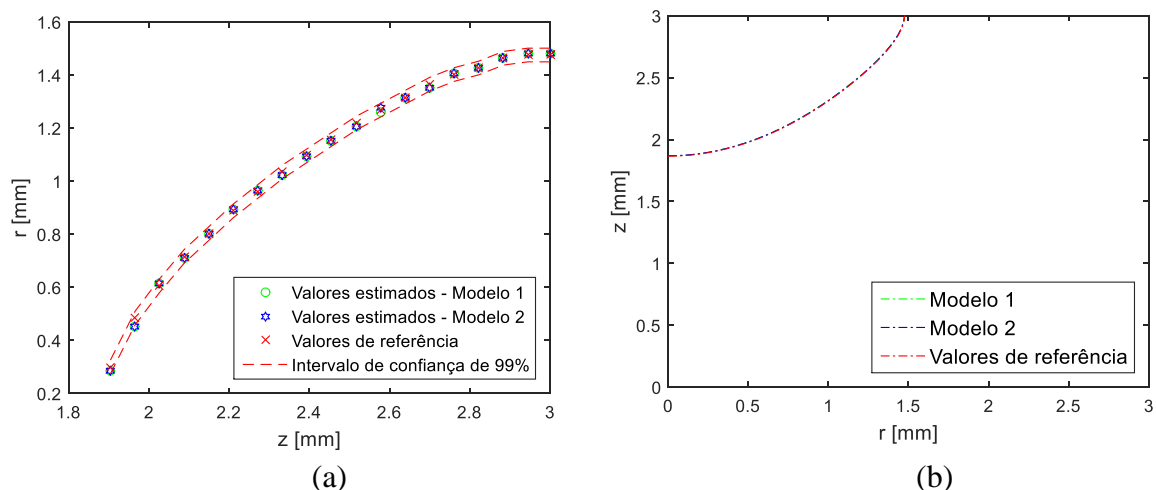 1.6
1.4
1.2
1
0.8
0.6
0.4
0.2
r [mm]
Valores estimados - Modelo 1
Valores estimados - Modelo 2
Valores de referência
Intervalo de confiança de 99%
1.8 2 2.2 2.4 2.6 2.8 3
z [mm]
(a)
3
2.5
2
1.5
1
0.5
0
z [mm]
Modelo 1
Modelo 2
Valores de referência
0 0.5 1 1.5 2 2.5 3
r [mm]
(b)